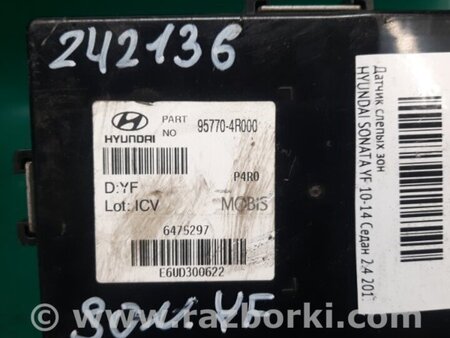 242136
HYUNDAI
PART NO 95770-4R000
P4R0
D:YF
Lot: ICV
MOBIS
6475297
E6UD300622
SON. YF
www.razborki.com
Датчик слепых зон
HYUNDAI SONATA YF 10-14 Седан 2.4 201